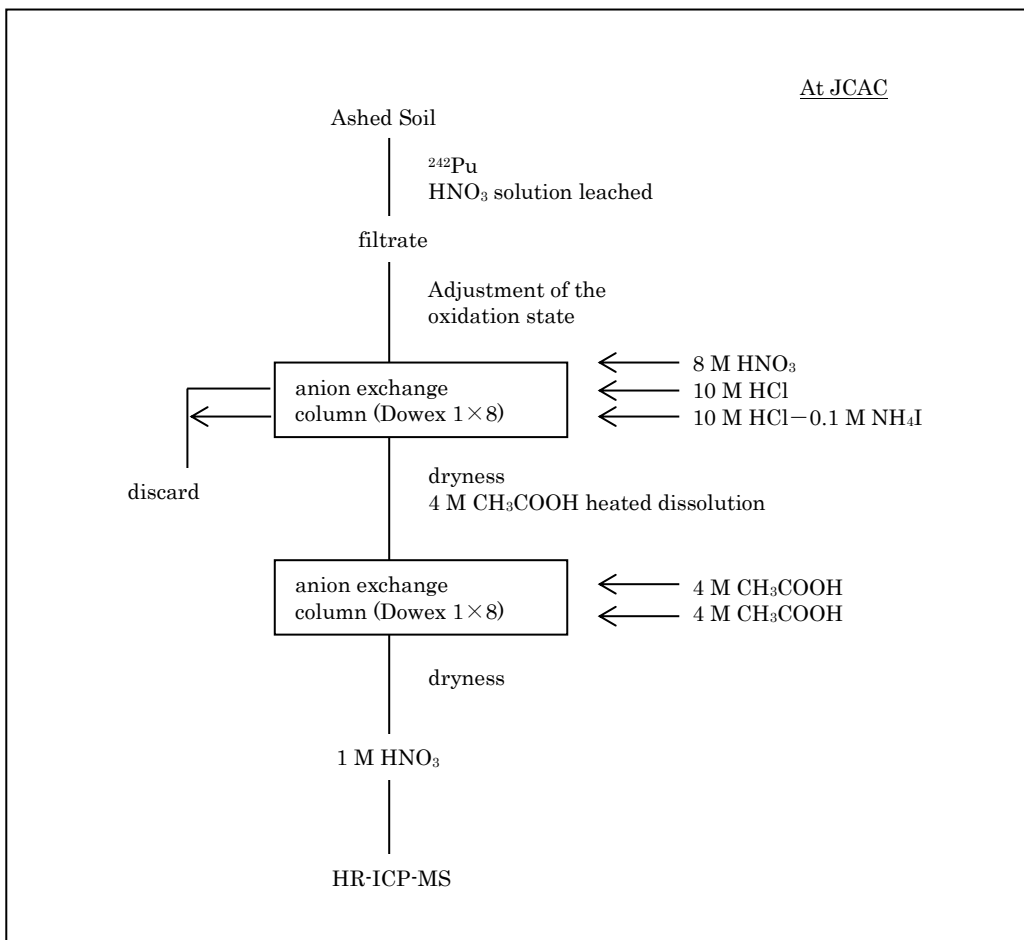 At JCAC
Ashed Soil
²⁴²Pu
HNO₃ solution leached
filtrate
Adjustment of the
oxidation state
anion exchange
column (Dowex 1×8)
8 M HNO₃
10 M HCl
10 M HCl－0.1 M NH₄I
discard
dryness
4 M CH₃COOH heated dissolution
anion exchange
column (Dowex 1×8)
4 M CH₃COOH
4 M CH₃COOH
dryness
1 M HNO₃
HR-ICP-MS